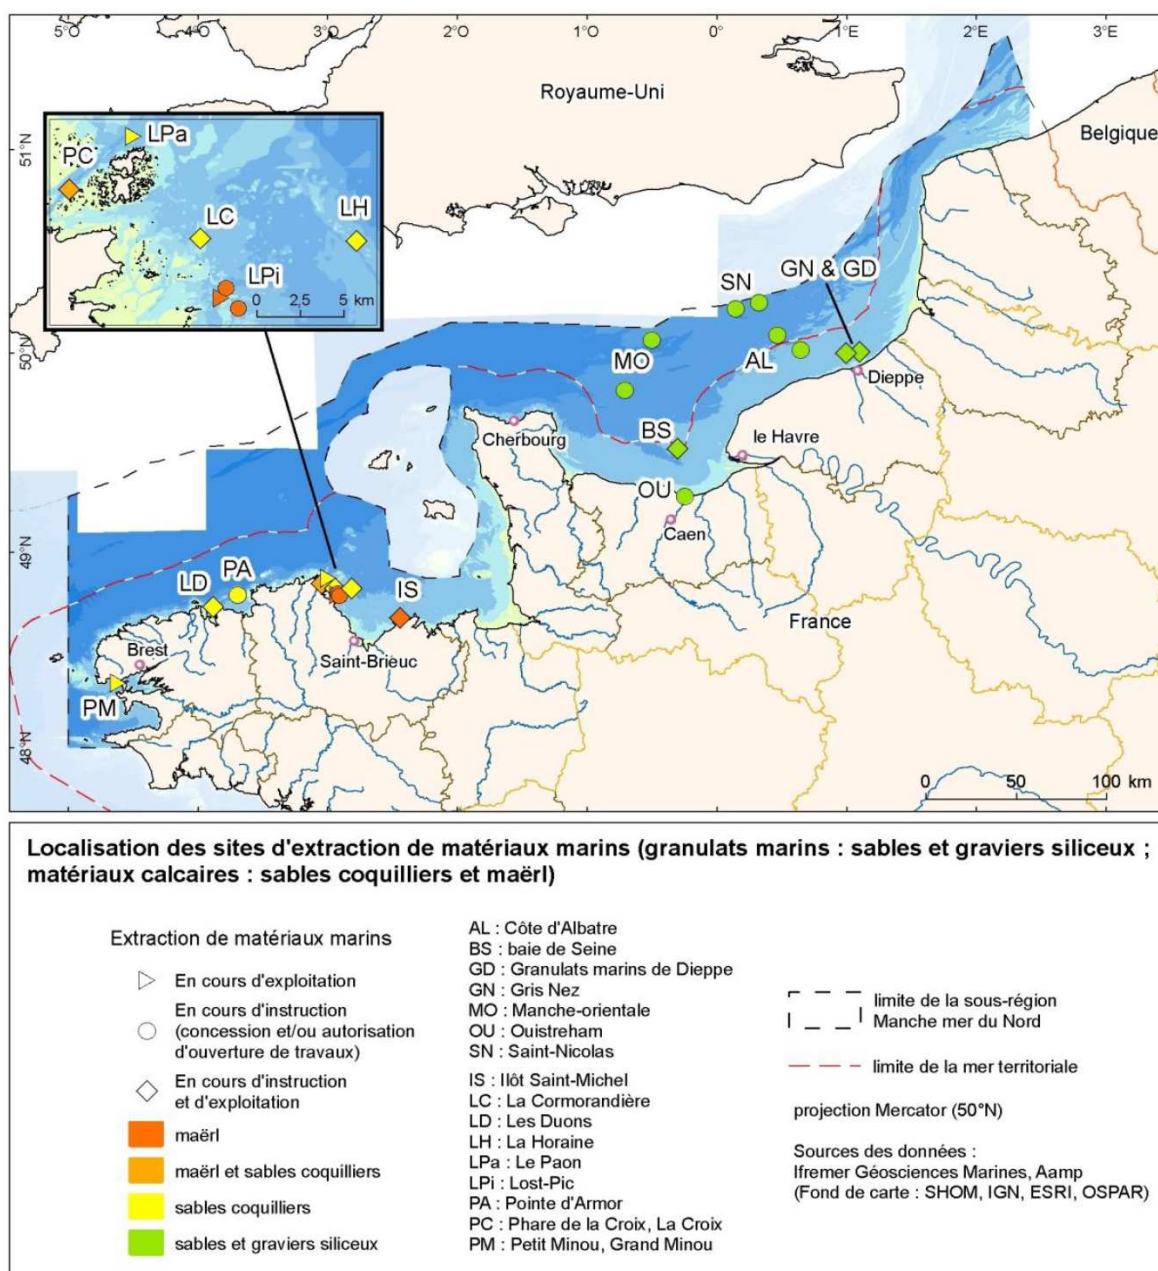 5°O 4°O 3°O 2°O 1°O 0° 1°E 2°E 3°E
51°N
50°N
49°N
48°N
Royaume-Uni
Belgique
LPa
PC
LC
LH
LPi
0 2,5 5 km
SN
GN & GD
MO
AL
Dieppe
Cherbourg
BS
le Havre
OU
Caen
LD
PA
IS
France
Brest
Saint-Brieuc
PM
0 50 100 km
Localisation des sites d'extraction de matériaux marins (granulats marins : sables et graviers siliceux ;
matériaux calcaires : sables coquilliers et maërl)
Extraction de matériaux marins
En cours d'exploitation
En cours d'instruction
(concession et/ou autorisation
d'ouverture de travaux)
En cours d'instruction
et d'exploitation
maërl
maërl et sables coquilliers
sables coquilliers
sables et graviers siliceux
AL : Côte d'Albatre
BS : baie de Seine
GD : Granulats marins de Dieppe
GN : Gris Nez
MO : Manche-orientale
OU : Ouistreham
SN : Saint-Nicolas
IS : Ilôt Saint-Michel
LC : La Cormorandière
LD : Les Duons
LH : La Horaine
LPa : Le Paon
LPi : Lost-Pic
PA : Pointe d'Armor
PC : Phare de la Croix, La Croix
PM : Petit Minou, Grand Minou
limite de la sous-région
Manche mer du Nord
limite de la mer territoriale
projection Mercator (50°N)
Sources des données :
Ifremer Géosciences Marines, Aamp
(Fond de carte : SHOM, IGN, ESRI, OSPAR)